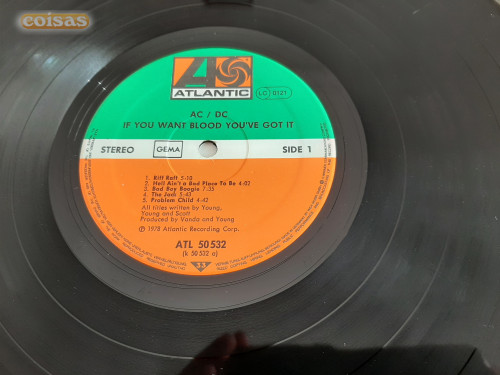 coisas
ATLANTIC
LC 0121
AC / DC
IF YOU WANT BLOOD YOU'VE GOT IT
STEREO GEMA SIDE 1
1. Riff Raff 5·10
2. Hell Ain't a Bad Place To Be 4·02
3. Bad Boy Boogie 7·35
4. The Jack 5·43
5. Problem Child 4·42
All titles written by Young,
Young and Scott
Produced by Vanda and Young
℗ 1978 Atlantic Recording Corp.
ATL 50 532
(k 50 532 a)
33